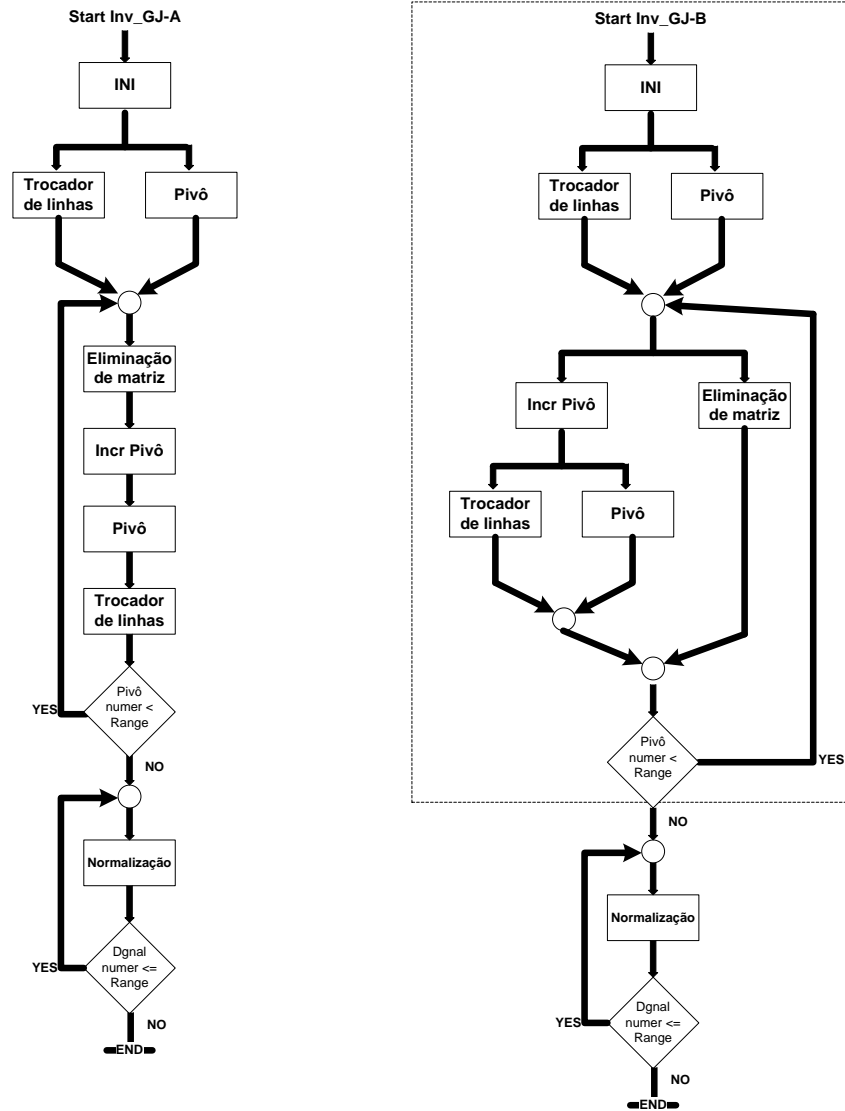 Start Inv_GJ-A
INI
Trocador
de linhas
Pivô
Eliminação
de matriz
Incr Pivô
Pivô
Trocador
de linhas
Pivô
numer <
Range
YES
NO
Normalização
Dgnal
numer <=
Range
YES
NO
END
Start Inv_GJ-B
INI
Trocador
de linhas
Pivô
Incr Pivô
Eliminação
de matriz
Trocador
de linhas
Pivô
Pivô
numer <
Range
YES
NO
Normalização
Dgnal
numer <=
Range
YES
NO
END